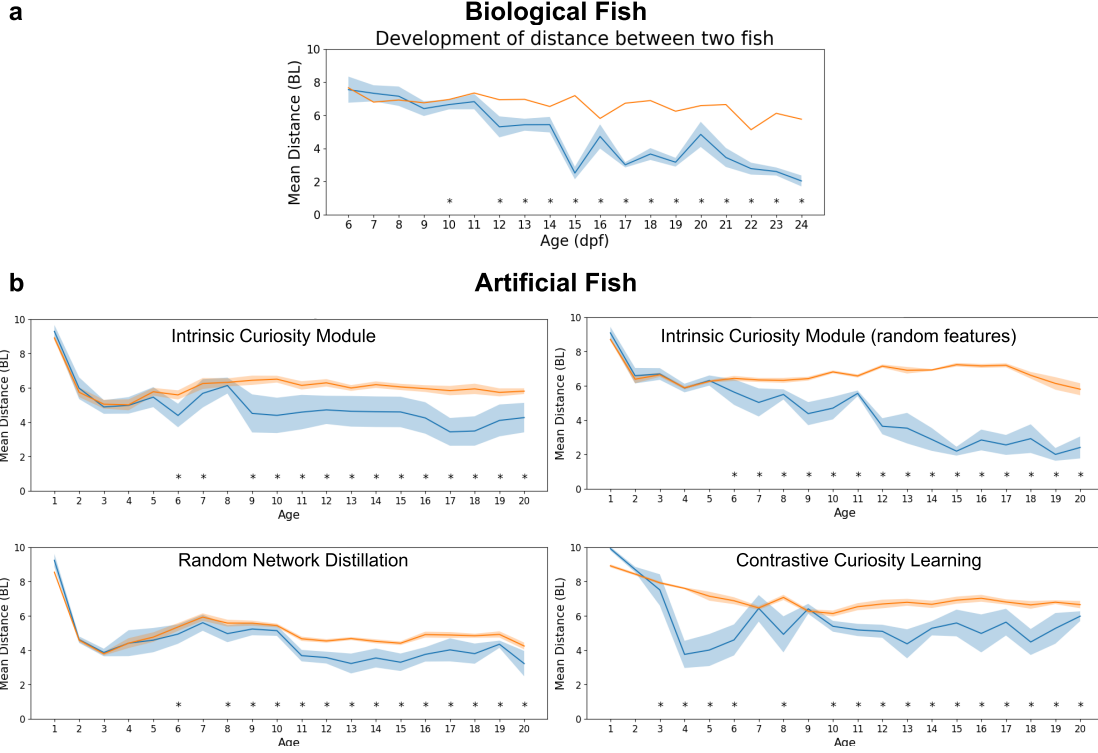 a
Biological Fish
Development of distance between two fish
Mean Distance (BL)
10
8
6
4
2
0
* * * * * * * * * * * * * *
6 7 8 9 10 11 12 13 14 15 16 17 18 19 20 21 22 23 24
Age (dpf)
b
Artificial Fish
Intrinsic Curiosity Module
Mean Distance (BL)
10
8
6
4
2
0
* * * * * * * * * * * * * *
1 2 3 4 5 6 7 8 9 10 11 12 13 14 15 16 17 18 19 20
Age
Intrinsic Curiosity Module (random features)
Mean Distance (BL)
10
8
6
4
2
0
* * * * * * * * * * * * * * *
1 2 3 4 5 6 7 8 9 10 11 12 13 14 15 16 17 18 19 20
Age
Random Network Distillation
Mean Distance (BL)
10
8
6
4
2
0
* * * * * * * * * * * * * *
1 2 3 4 5 6 7 8 9 10 11 12 13 14 15 16 17 18 19 20
Age
Contrastive Curiosity Learning
Mean Distance (BL)
10
8
6
4
2
0
* * * * * * * * * * * * * * * *
1 2 3 4 5 6 7 8 9 10 11 12 13 14 15 16 17 18 19 20
Age